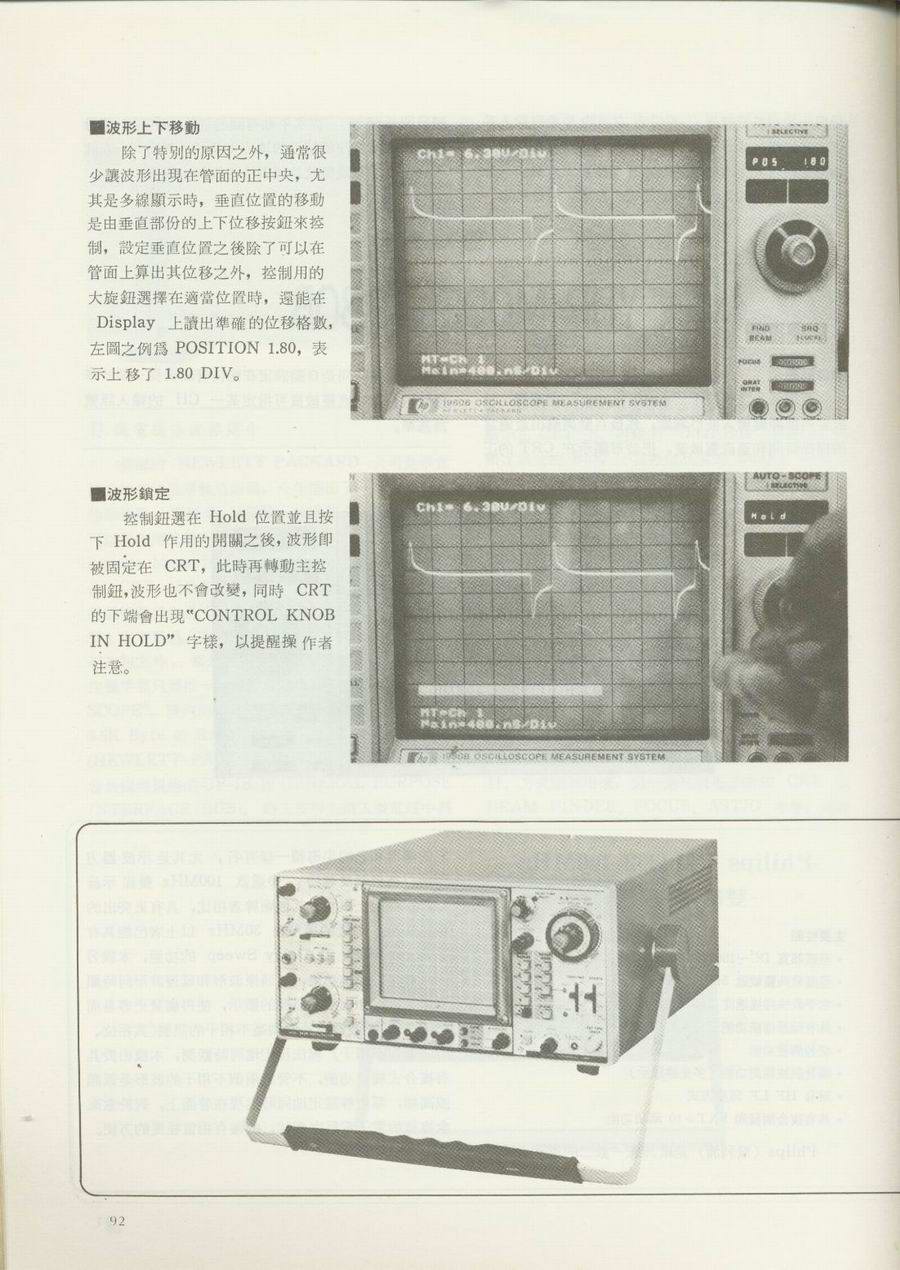 ■波形上下移動
除了特別的原因之外，通常很
少讓波形出現在管面的正中央，尤
其是多線顯示時，垂直位置的移動
是由垂直部份的上下位移按鈕來控
制，設定垂直位置之後除了可以在
管面上算出其位移之外，控制用的
大旋鈕選擇在適當位置時，還能在
Display 上讀出準確的位移格數，
左圖之例爲 POSITION 1.80，表
示上移了 1.80 DIV。
Ch1= 6.30V/Div
MT=Ch 1
Main=400.nS/Div
SELECTIVE
POS 180
FIND
BEAM
SRQ
FOCUS
GRAT
INTEN
hp 1980B OSCILLOSCOPE MEASUREMENT SYSTEM
HEWLETT-PACKARD
■波形鎖定
控制鈕選在 Hold 位置並且按
下 Hold 作用的開關之後，波形卽
被固定在 CRT，此時再轉動主控
制鈕，波形也不會改變，同時 CRT
的下端會出現“CONTROL KNOB
IN HOLD” 字樣，以提醒操作者
注意。
Ch1= 6.30V/Div
MT=Ch 1
Main=400.nS/Div
AUTO-SCOPE
SELECTIVE
Hold
hp 1980B OSCILLOSCOPE MEASUREMENT SYSTEM
92